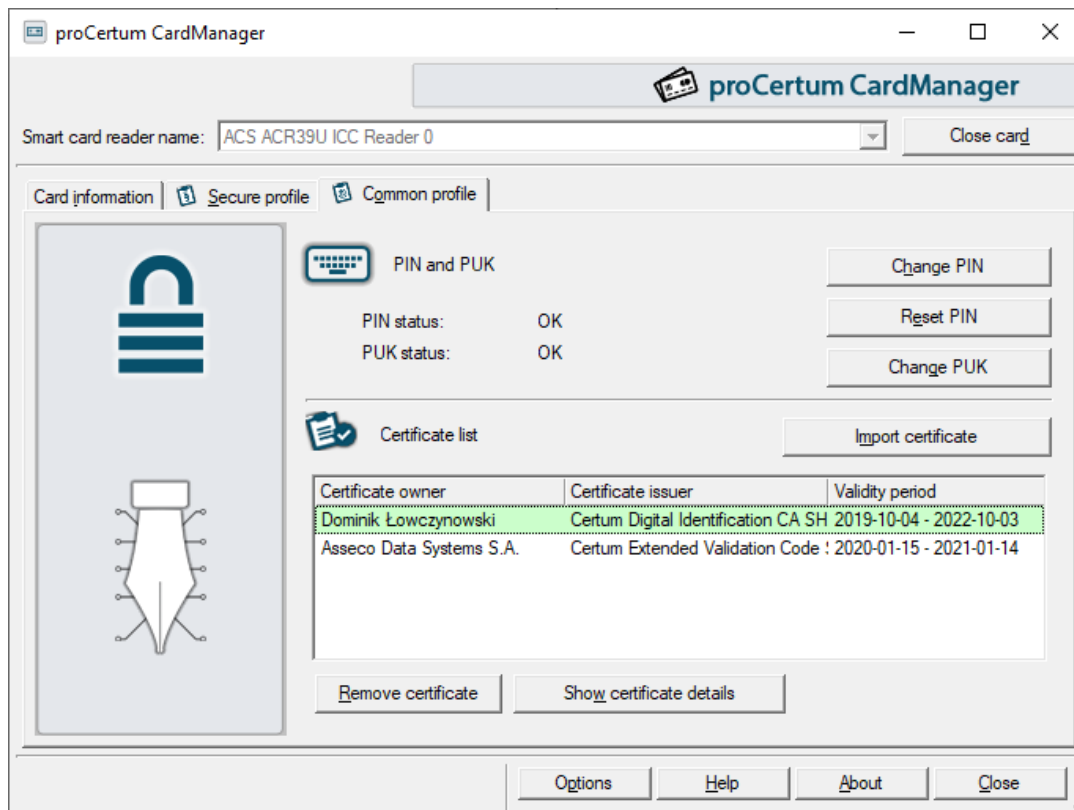 proCertum CardManager
proCertum CardManager
Smart card reader name: ACS ACR39U ICC Reader 0 Close card
Card information Secure profile Common profile
PIN and PUK Change PIN
PIN status: OK Reset PIN
PUK status: OK Change PUK
Certificate list Import certificate
Certificate owner Certificate issuer Validity period
Dominik Łowczynowski Certum Digital Identification CA SH 2019-10-04 - 2022-10-03
Asseco Data Systems S.A. Certum Extended Validation Code 2020-01-15 - 2021-01-14
Remove certificate Show certificate details
Options Help About Close